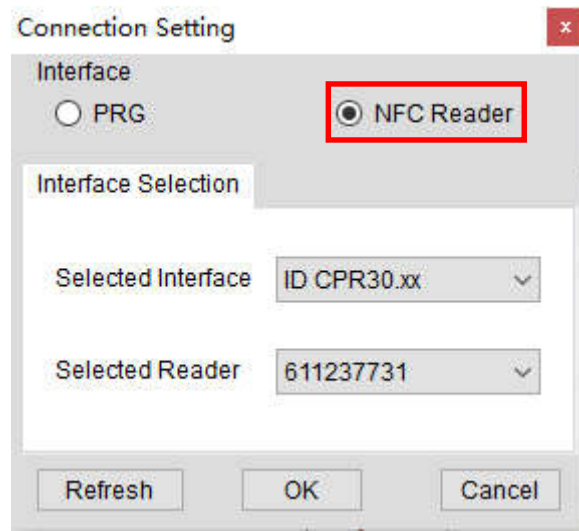 Connection Setting x
Interface
PRG NFC Reader
Interface Selection
Selected Interface ID CPR30.xx
Selected Reader 611237731
Refresh OK Cancel